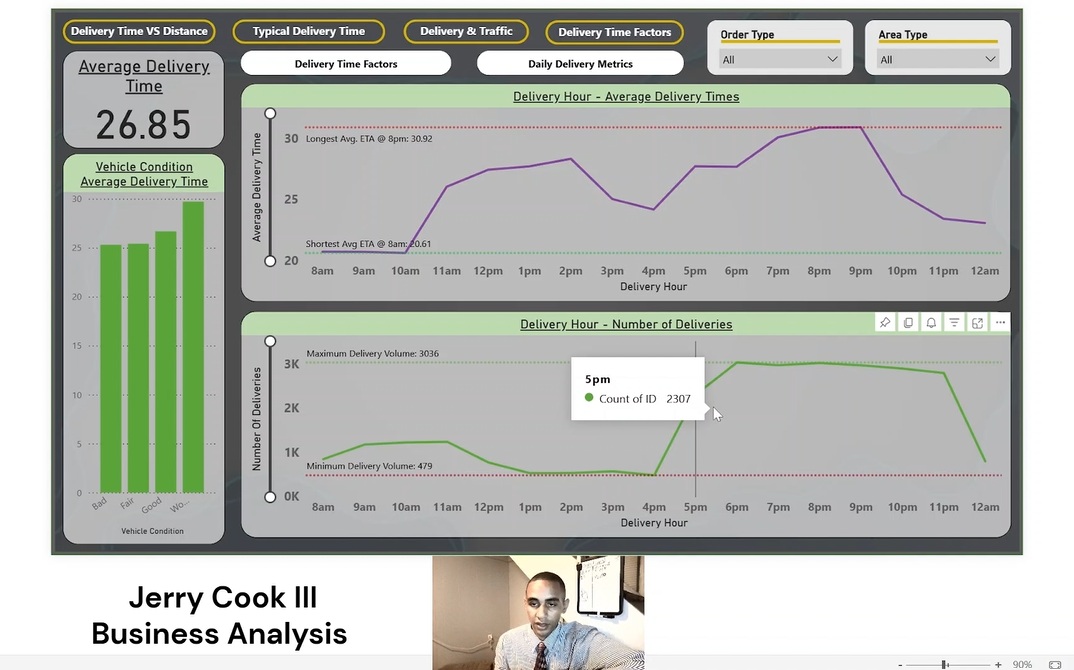 Delivery Time VS Distance
Typical Delivery Time
Delivery & Traffic
Delivery Time Factors
Order Type
All
Area Type
All
Delivery Time Factors
Daily Delivery Metrics
Average Delivery
Time
26.85
Vehicle Condition
Average Delivery Time
30
25
20
15
10
5
0
Bad
Fair
Good
Wo...
Vehicle Condition
Delivery Hour - Average Delivery Times
Average Delivery Time
30
25
20
Longest Avg. ETA @ 8pm: 30.92
Shortest Avg ETA @ 8am: 20.61
8am 9am 10am 11am 12pm 1pm 2pm 3pm 4pm 5pm 6pm 7pm 8pm 9pm 10pm 11pm 12am
Delivery Hour
Delivery Hour - Number of Deliveries
Number Of Deliveries
3K
2K
1K
0K
Maximum Delivery Volume: 3036
5pm
Count of ID 2307
Minimum Delivery Volume: 479
8am 9am 10am 11am 12pm 1pm 2pm 3pm 4pm 5pm 6pm 7pm 8pm 9pm 10pm 11pm 12am
Delivery Hour
Jerry Cook III
Business Analysis
- + 90%